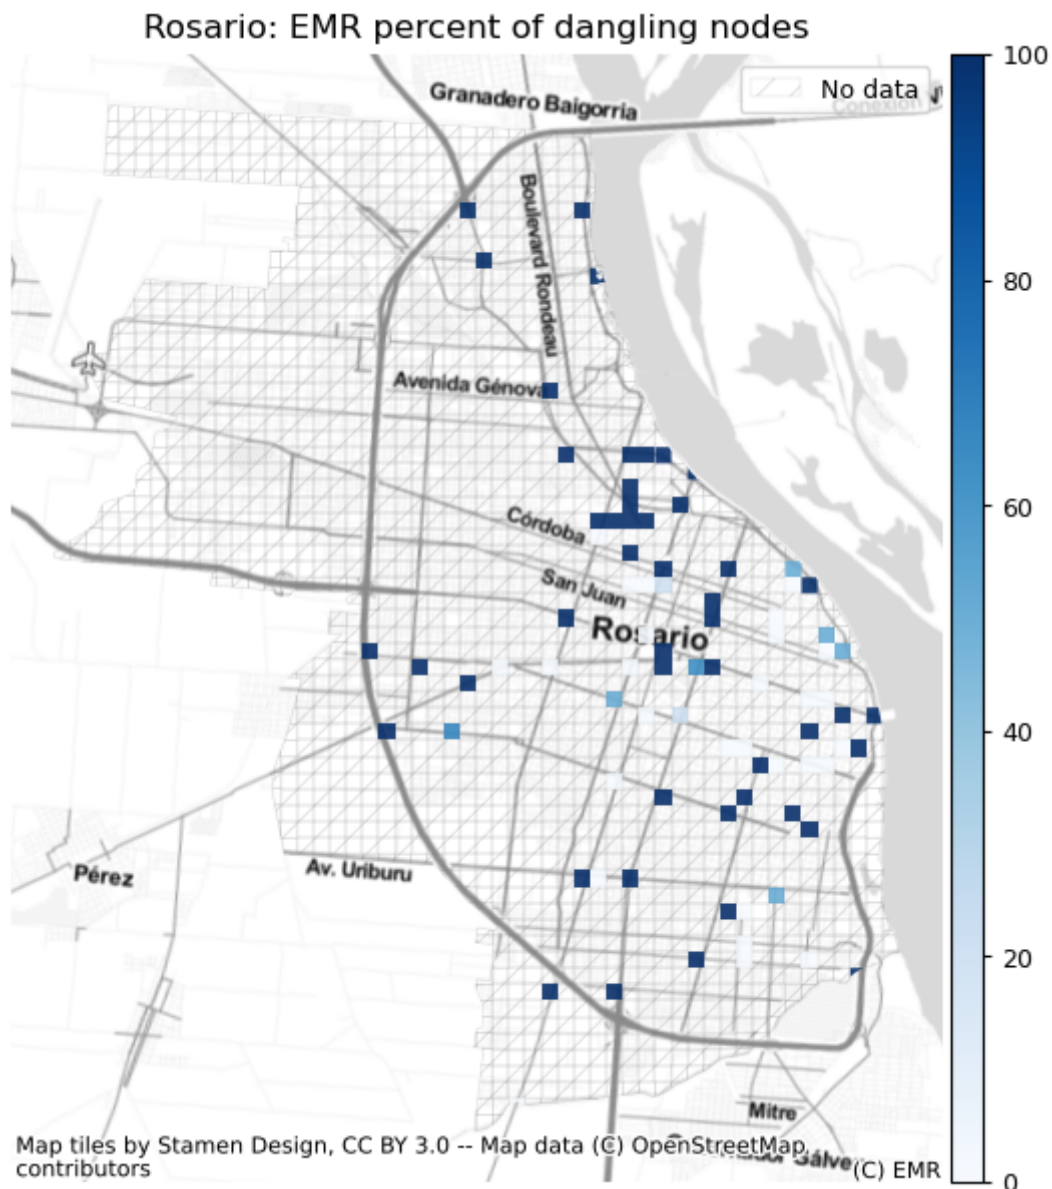 Rosario: EMR percent of dangling nodes
No data
100
80
60
40
20
0
Granadero Baigorria
Boulevard Rondeau
Avenida Génova
Córdoba
San Juan
Rosario
Av. Uriburu
Pérez
Mitre
Map tiles by Stamen Design, CC BY 3.0 -- Map data (C) OpenStreetMap
contributors
(C) EMR